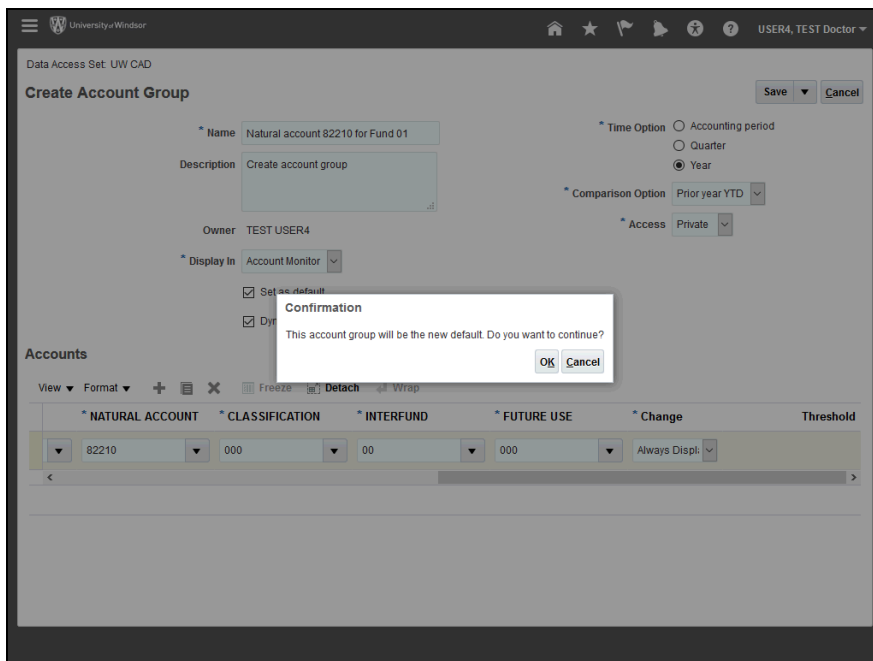 University of Windsor
USER4, TEST Doctor
Data Access Set: UW CAD
Create Account Group
Save
Cancel
* Name Natural account 82210 for Fund 01
Description Create account group
Owner TEST USER4
* Display In Account Monitor
Set as default
Dyn
* Time Option Accounting period
Quarter
Year
* Comparison Option Prior year YTD
* Access Private
Confirmation
This account group will be the new default. Do you want to continue?
OK Cancel
Accounts
View Format Freeze Detach Wrap
* NATURAL ACCOUNT * CLASSIFICATION * INTERFUND * FUTURE USE * Change Threshold
82210 000 00 000 Always Displ